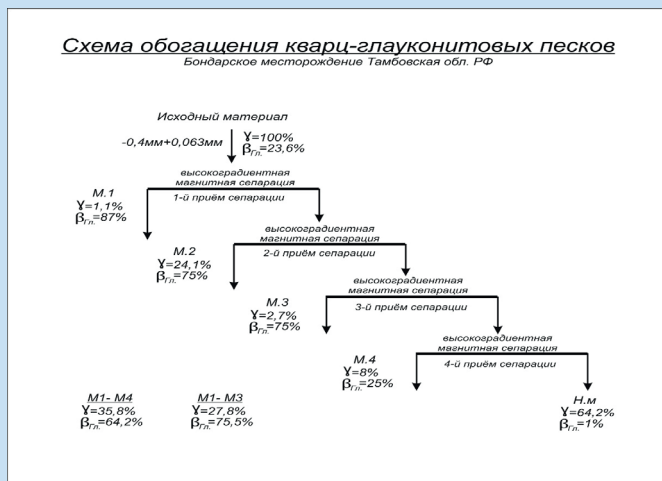 Схема обогащения кварц-глауконитовых песков
Бондарское месторождение Тамбовская обл. РФ
Исходный материал
-0,4мм+0,063мм
Ɣ=100%
βГл.=23,6%
высокоградиентная
магнитная сепарация
1-й приём сепарации
М.1
Ɣ=1,1%
βГл.=87%
высокоградиентная
магнитная сепарация
2-й приём сепарации
М.2
Ɣ=24,1%
βГл.=75%
высокоградиентная
магнитная сепарация
3-й приём сепарации
М.3
Ɣ=2,7%
βГл.=75%
высокоградиентная
магнитная сепарация
4-й приём сепарации
М.4
Ɣ=8%
βГл.=25%
М1- М4
Ɣ=35,8%
βГл.=64,2%
М1- М3
Ɣ=27,8%
βГл.=75,5%
Н.м
Ɣ=64,2%
βГл.=1%